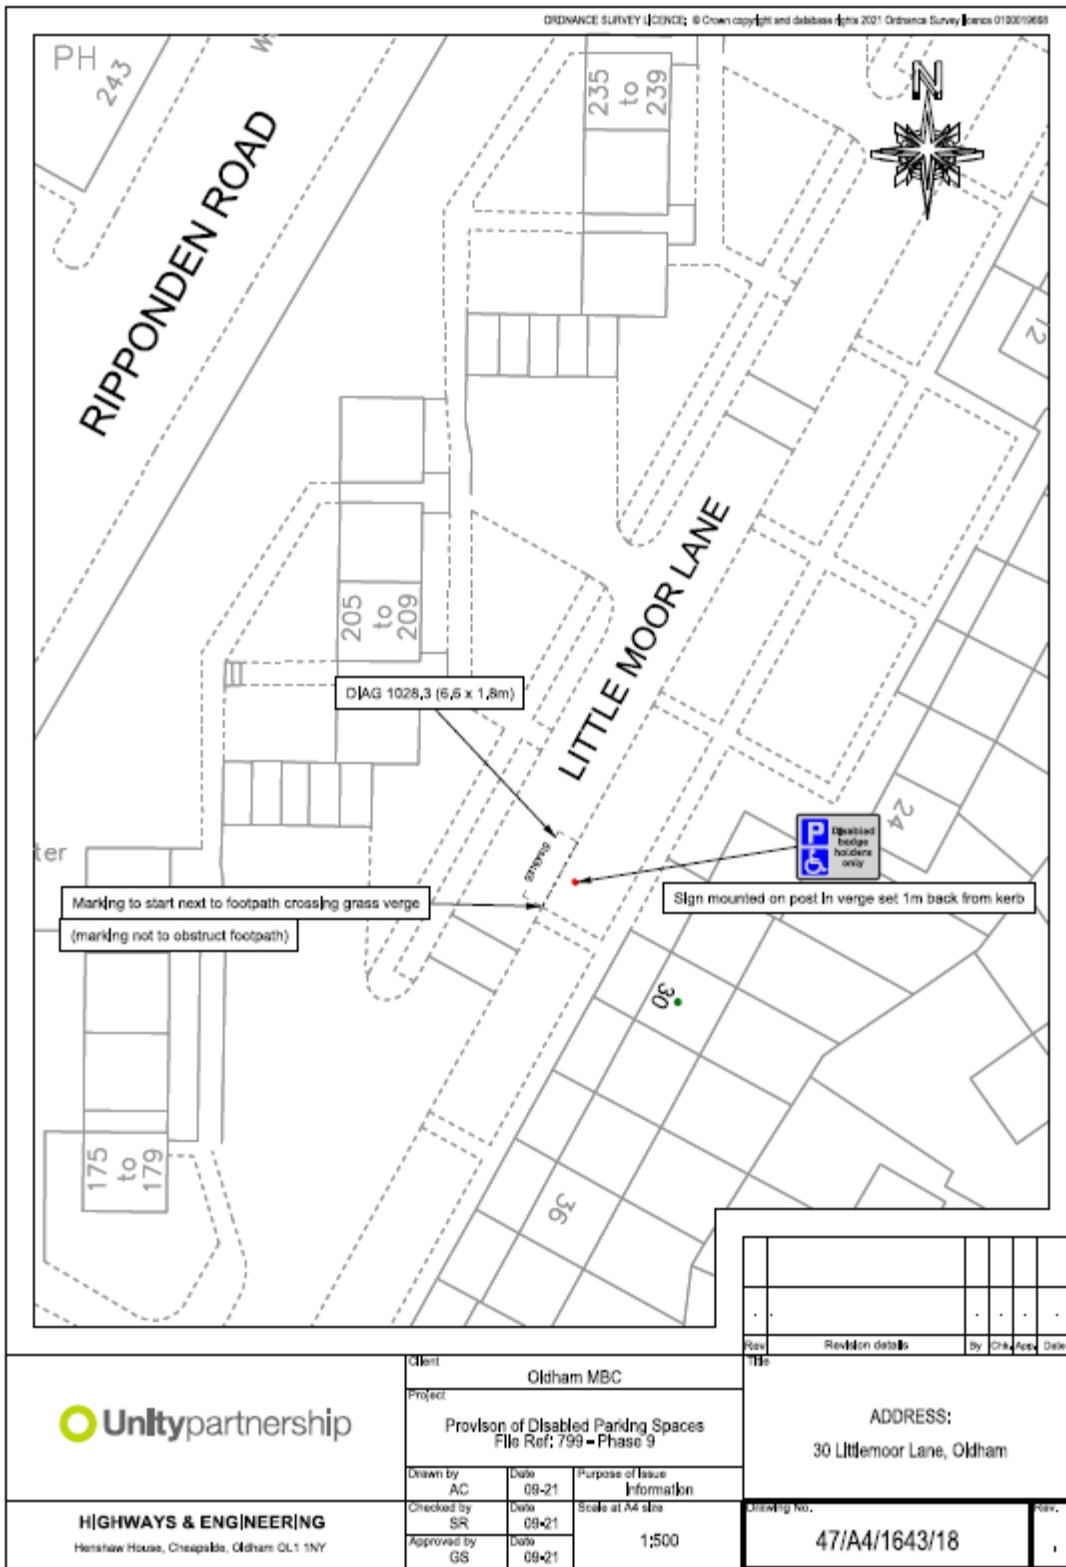 ORDNANCE SURVEY LICENCE: © Crown copyright and database rights 2021 Ordnance Survey licence 0100019668
PH
243
235
to
239
N
RIPPONDEN ROAD
12
LITTLE MOOR LANE
205
to
209
DIAG 1028.3 (6.6 x 1.8m)
24
P
Disabled
badge
holders
only
DISABLED
ter
Marking to start next to footpath crossing grass verge
(marking not to obstruct footpath)
Sign mounted on post in verge set 1m back from kerb
30
175
to
179
36
Rev
Revision details
By
Chk
App
Date
Unitypartnership
HIGHWAYS & ENGINEERING
Henshaw House, Cheapside, Oldham OL1 1NY
Client
Oldham MBC
Project
Provison of Disabled Parking Spaces
File Ref: 799 - Phase 9
Drawn by
AC
Date
09-21
Purpose of Issue
Information
Checked by
SR
Date
09-21
Scale at A4 size
1:500
Approved by
GS
Date
09-21
Title
ADDRESS:
30 Littlemoor Lane, Oldham
Drawing No.
47/A4/1643/18
Rev.